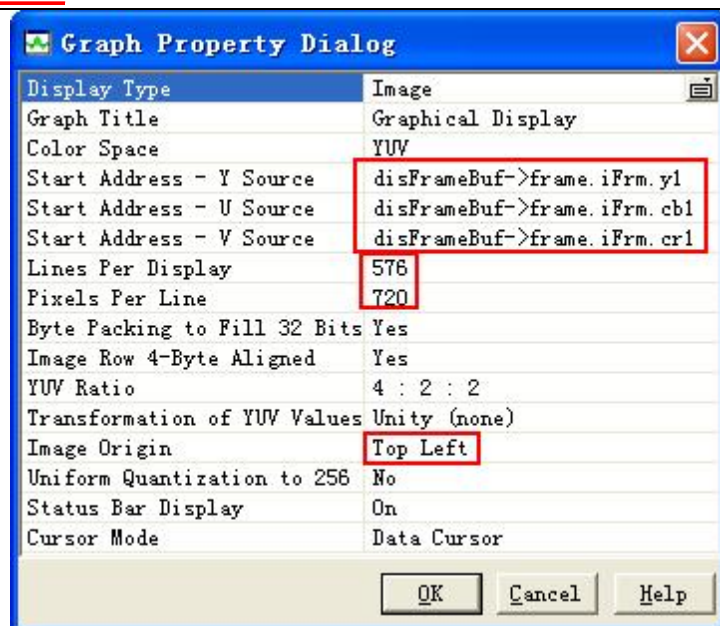 Graph Property Dialog
Display Type Image
Graph Title Graphical Display
Color Space YUV
Start Address - Y Source disFrameBuf->frame.iFrm.y1
Start Address - U Source disFrameBuf->frame.iFrm.cb1
Start Address - V Source disFrameBuf->frame.iFrm.cr1
Lines Per Display 576
Pixels Per Line 720
Byte Packing to Fill 32 Bits Yes
Image Row 4-Byte Aligned Yes
YUV Ratio 4 : 2 : 2
Transformation of YUV Values Unity (none)
Image Origin Top Left
Uniform Quantization to 256 No
Status Bar Display On
Cursor Mode Data Cursor
OK Cancel Help